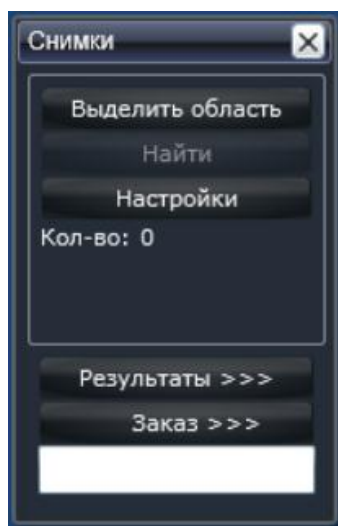 Снимки
Выделить область
Найти
Настройки
Кол-во: 0
Результаты >>>
Заказ >>>